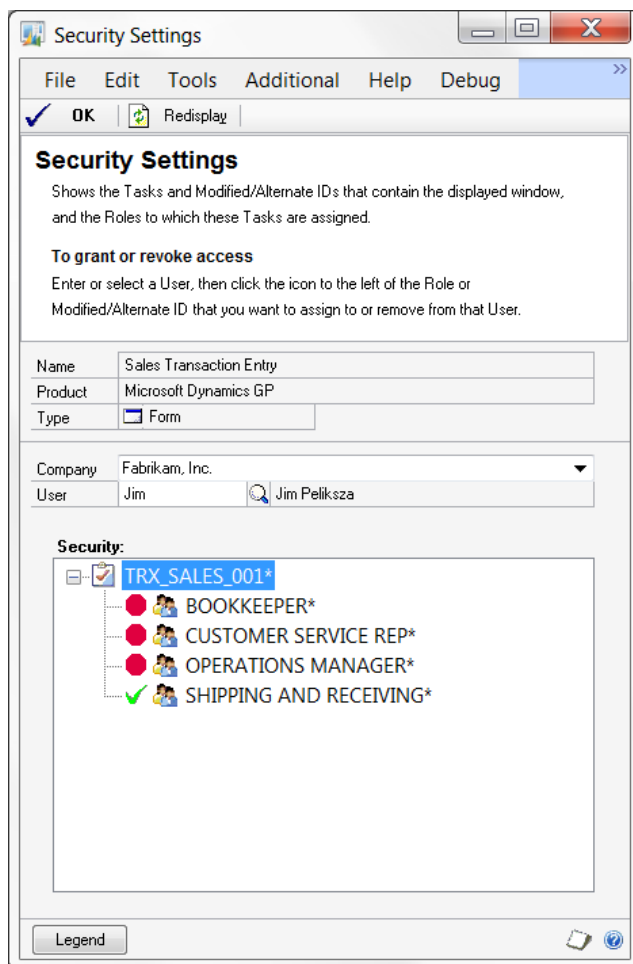 Security Settings
File Edit Tools Additional Help Debug »
OK Redisplay
Security Settings
Shows the Tasks and Modified/Alternate IDs that contain the displayed window,
and the Roles to which these Tasks are assigned.
To grant or revoke access
Enter or select a User, then click the icon to the left of the Role or
Modified/Alternate ID that you want to assign to or remove from that User.
Name Sales Transaction Entry
Product Microsoft Dynamics GP
Type Form
Company Fabrikam, Inc.
User Jim Jim Peliksza
Security:
TRX_SALES_001*
BOOKKEEPER*
CUSTOMER SERVICE REP*
OPERATIONS MANAGER*
SHIPPING AND RECEIVING*
Legend